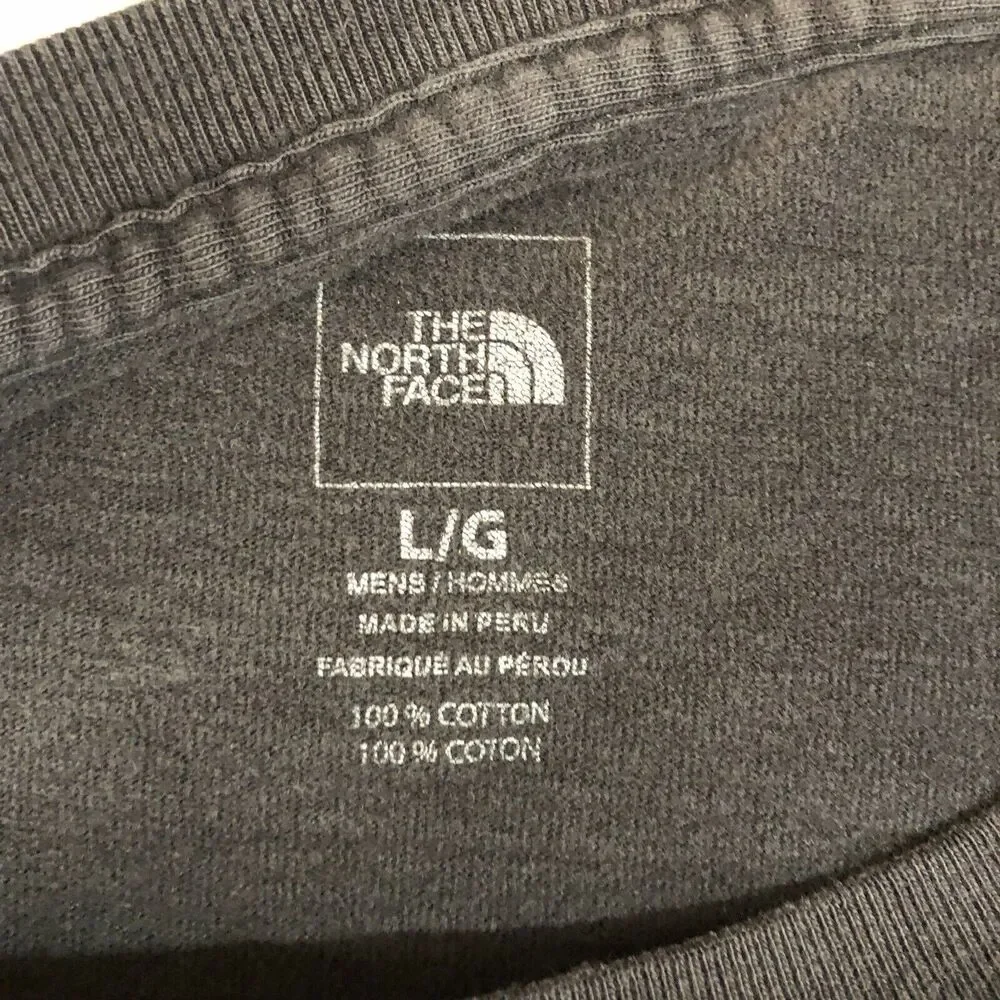 THE
NORTH
FACE
L/G
MENS / HOMMES
MADE IN PERU
FABRIQUÉ AU PÉROU
100 % COTTON
100 % COTON